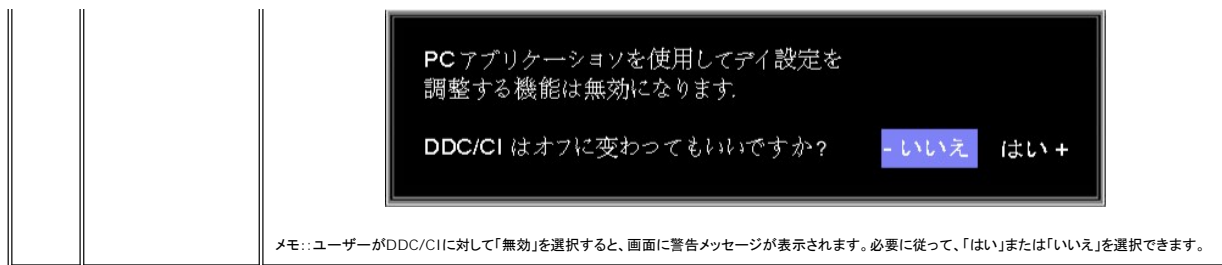 PCアプリケーションを使用してデイ設定を
調整する機能は無効になります.
DDC/CI はオフに変わってもいいですか? - いいえ はい +
メモ::ユーザーがDDC/CIに対して「無効」を選択すると、画面に警告メッセージが表示されます。必要に従って、「はい」または「いいえ」を選択できます。